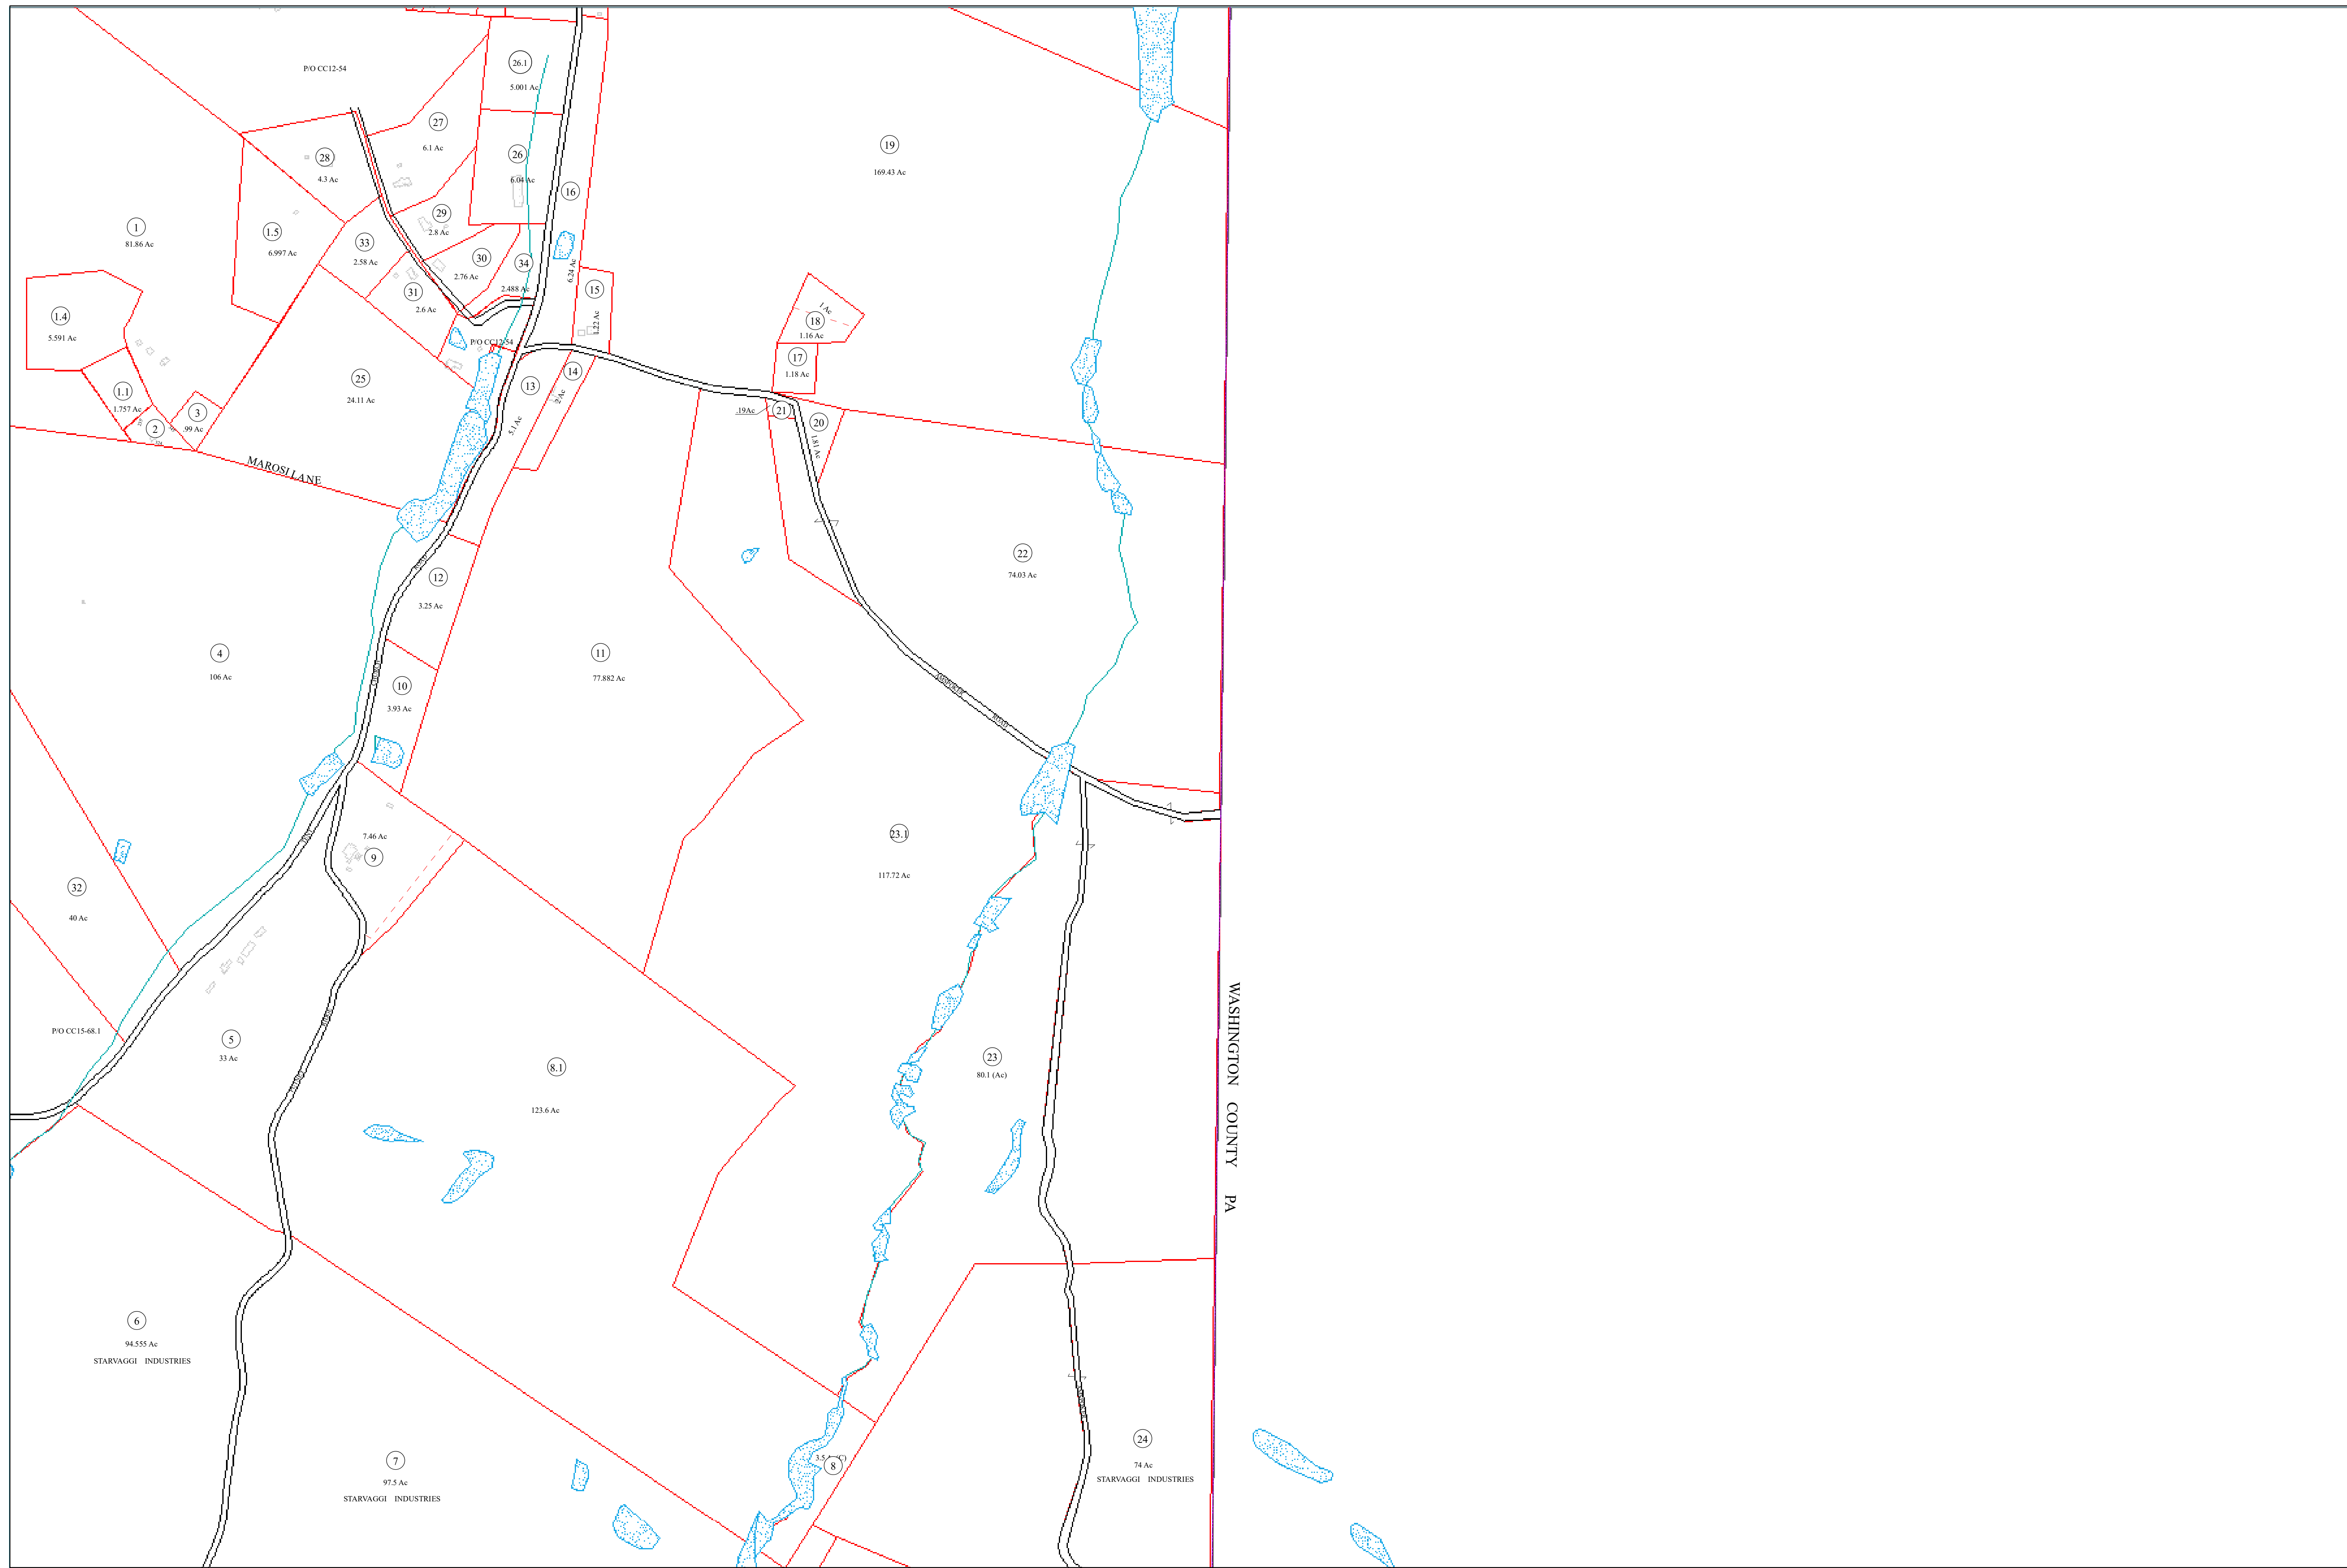 P/O CC12-54
26.1
5.001 Ac
27
6.1 Ac
19
169.43 Ac
28
4.3 Ac
26
6.04 Ac
16
1
81.86 Ac
1.5
6.997 Ac
29
2.8 Ac
33
2.58 Ac
30
2.76 Ac
34
2.488 Ac
6.24 Ac
31
2.6 Ac
15
1.22 Ac
1.4
5.591 Ac
P/O CC12-54
1 Ac
18
1.16 Ac
17
1.18 Ac
25
24.11 Ac
13
5.1 Ac
14
2 Ac
1.1
1.757 Ac
3
.99 Ac
2
.19Ac
21
20
1.81 Ac
MAROSI LANE
22
74.03 Ac
12
3.25 Ac
4
106 Ac
11
77.882 Ac
10
3.93 Ac
ROAD
7.46 Ac
9
23.1
117.72 Ac
32
40 Ac
P/O CC15-68.1
5
33 Ac
8.1
123.6 Ac
23
80.1 (Ac)
WASHINGTON COUNTY PA
6
94.555 Ac
STARVAGGI INDUSTRIES
7
97.5 Ac
STARVAGGI INDUSTRIES
8
24
74 Ac
STARVAGGI INDUSTRIES